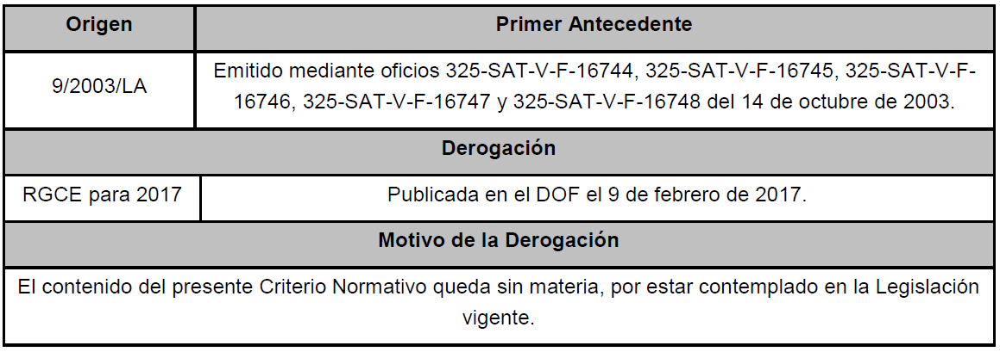 Origen
Primer Antecedente
9/2003/LA
Emitido mediante oficios 325-SAT-V-F-16744, 325-SAT-V-F-16745, 325-SAT-V-F-
16746, 325-SAT-V-F-16747 y 325-SAT-V-F-16748 del 14 de octubre de 2003.
Derogación
RGCE para 2017
Publicada en el DOF el 9 de febrero de 2017.
Motivo de la Derogación
El contenido del presente Criterio Normativo queda sin materia, por estar contemplado en la Legislación
vigente.